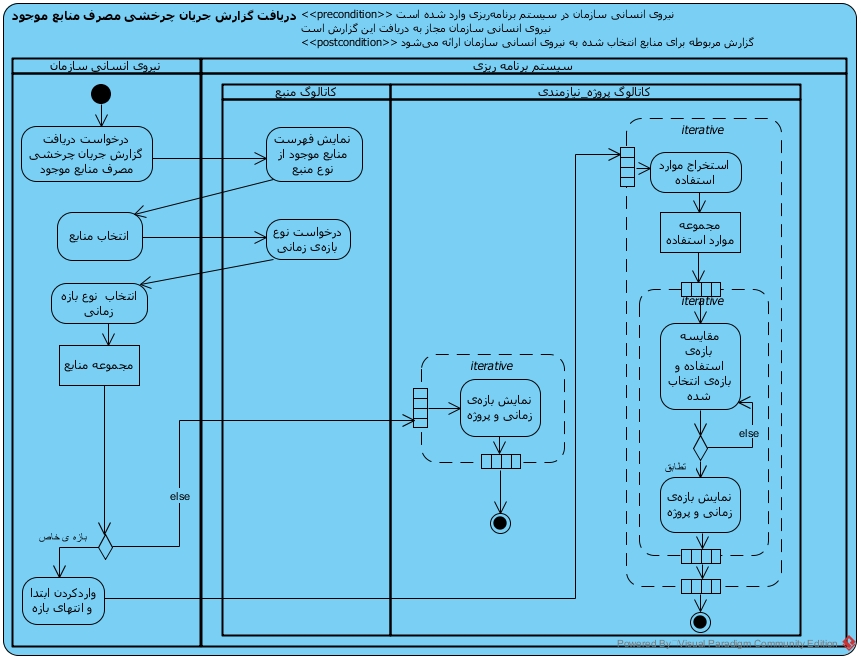 دریافت گزارش جریان چرخشی مصرف منابع موجود
<<precondition>> نیروی انسانی سازمان در سیستم برنامه‌ریزی وارد شده است
نیروی انسانی سازمان مجاز به دریافت این گزارش است
<<postcondition>> گزارش مربوطه برای منابع انتخاب شده به نیروی انسانی سازمان ارائه می‌شود
نیروی انسانی سازمان
سیستم برنامه ریزی
کاتالوگ منبع
کاتالوگ پروژه_نیازمندی
درخواست دریافت
گزارش جریان چرخشی
مصرف منابع موجود
نمایش فهرست
منابع موجود از
نوع منبع
انتخاب منابع
درخواست نوع
بازه‌ی زمانی
انتخاب نوع بازه
زمانی
مجموعه منابع
else
بازه ی خاص
واردکردن ابتدا
و انتهای بازه
iterative
نمایش بازه‌ی
زمانی و پروژه
iterative
استخراج موارد
استفاده
مجموعه
موارد استفاده
iterative
مقایسه
بازه‌ی
استفاده و
بازه‌ی انتخاب
شده
else
تطابق
نمایش بازه‌ی
زمانی و پروژه
Powered By Visual Paradigm Community Edition